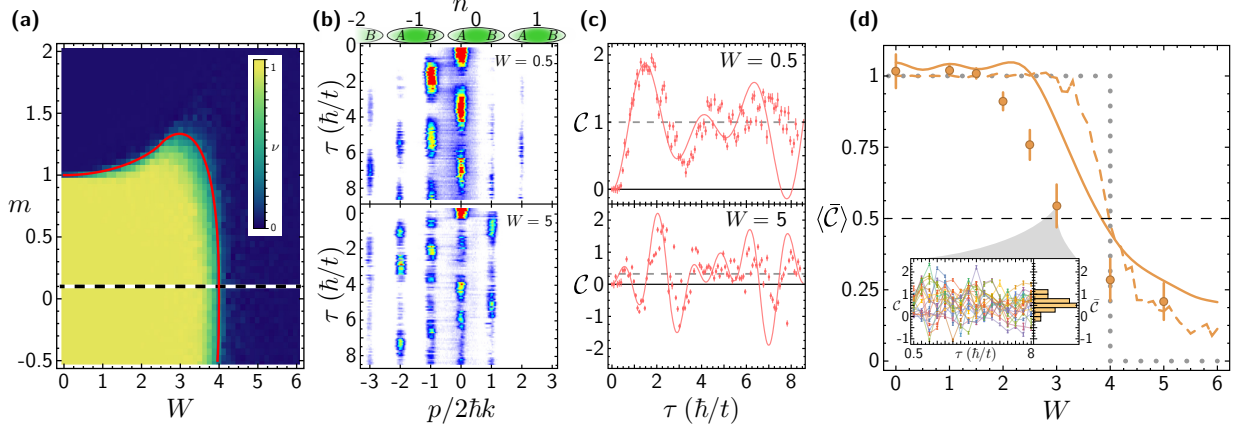 (a)
2
1.5
1
m
0.5
0
-0.5
0 1 2 3 4 5 6
W
1
ν
0
(b)
n
-2 -1 0 1
B A B A B A B
0
W = 0.5
2
4
6
8
τ (ħ/t)
0
W = 5
2
4
6
8
τ (ħ/t)
-3 -2 -1 0 1 2 3
p/2ħk
(c)
2
W = 0.5
C
1
0
2
W = 5
1
C
0
-1
-2
0 2 4 6 8
τ (ħ/t)
(d)
1
0.75
⟨C̄⟩
0.5
0.25
0
0 1 2 3 4 5 6
W
2
C
1
0
-1
0.5 τ (ħ/t) 8
2
1
C̄
0
-1